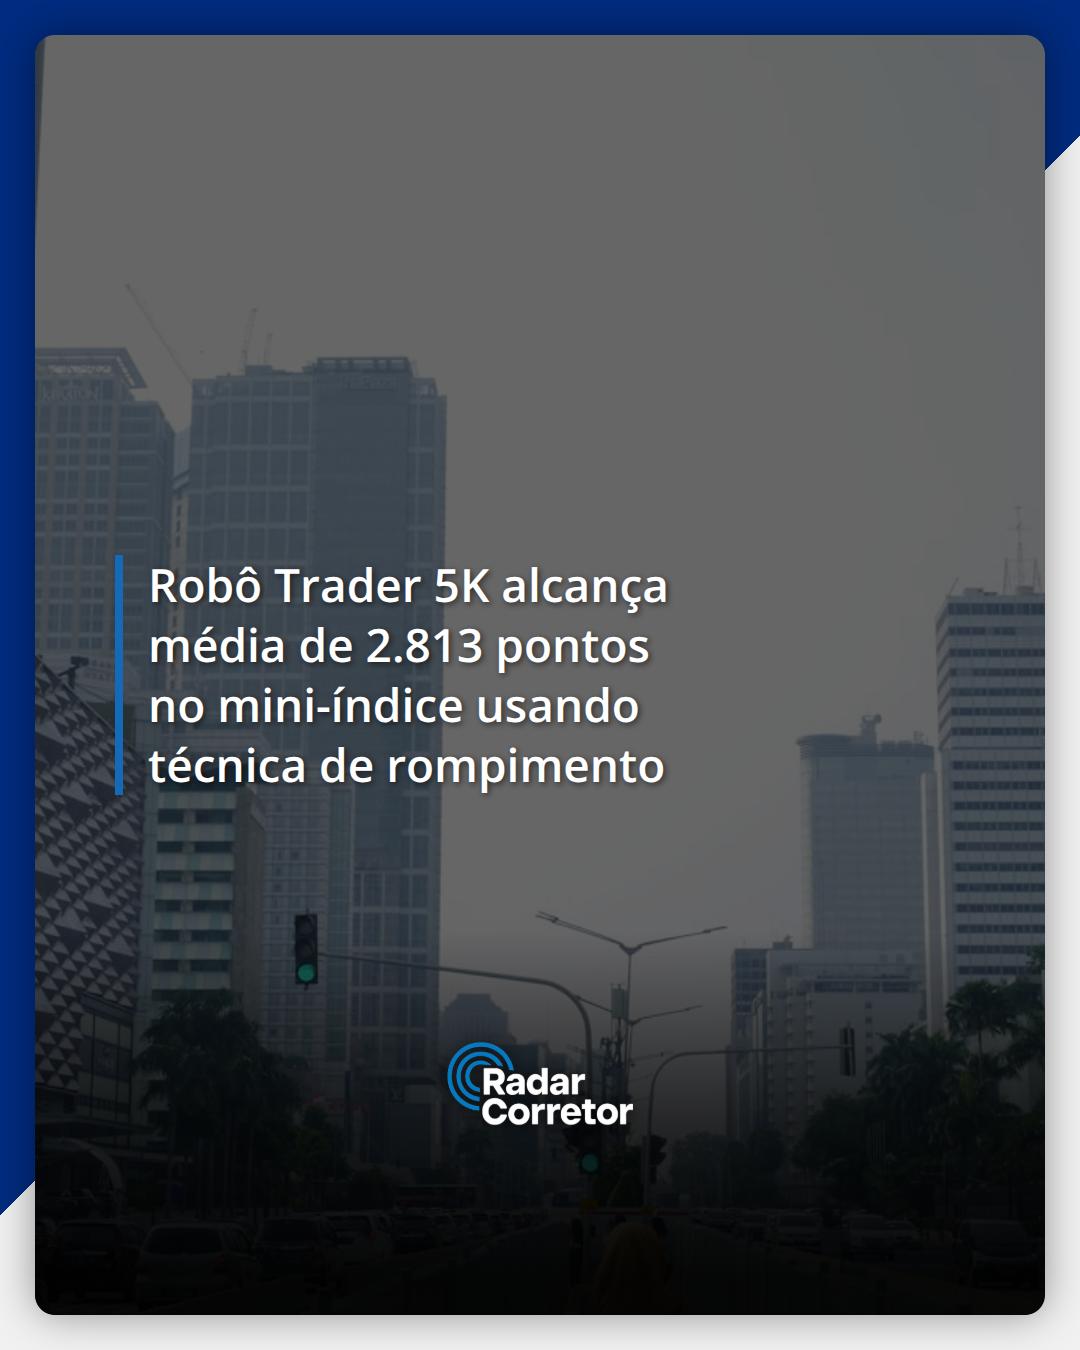 Robô Trader 5K alcança
média de 2.813 pontos
no mini-índice usando
técnica de rompimento
Radar
Corretor